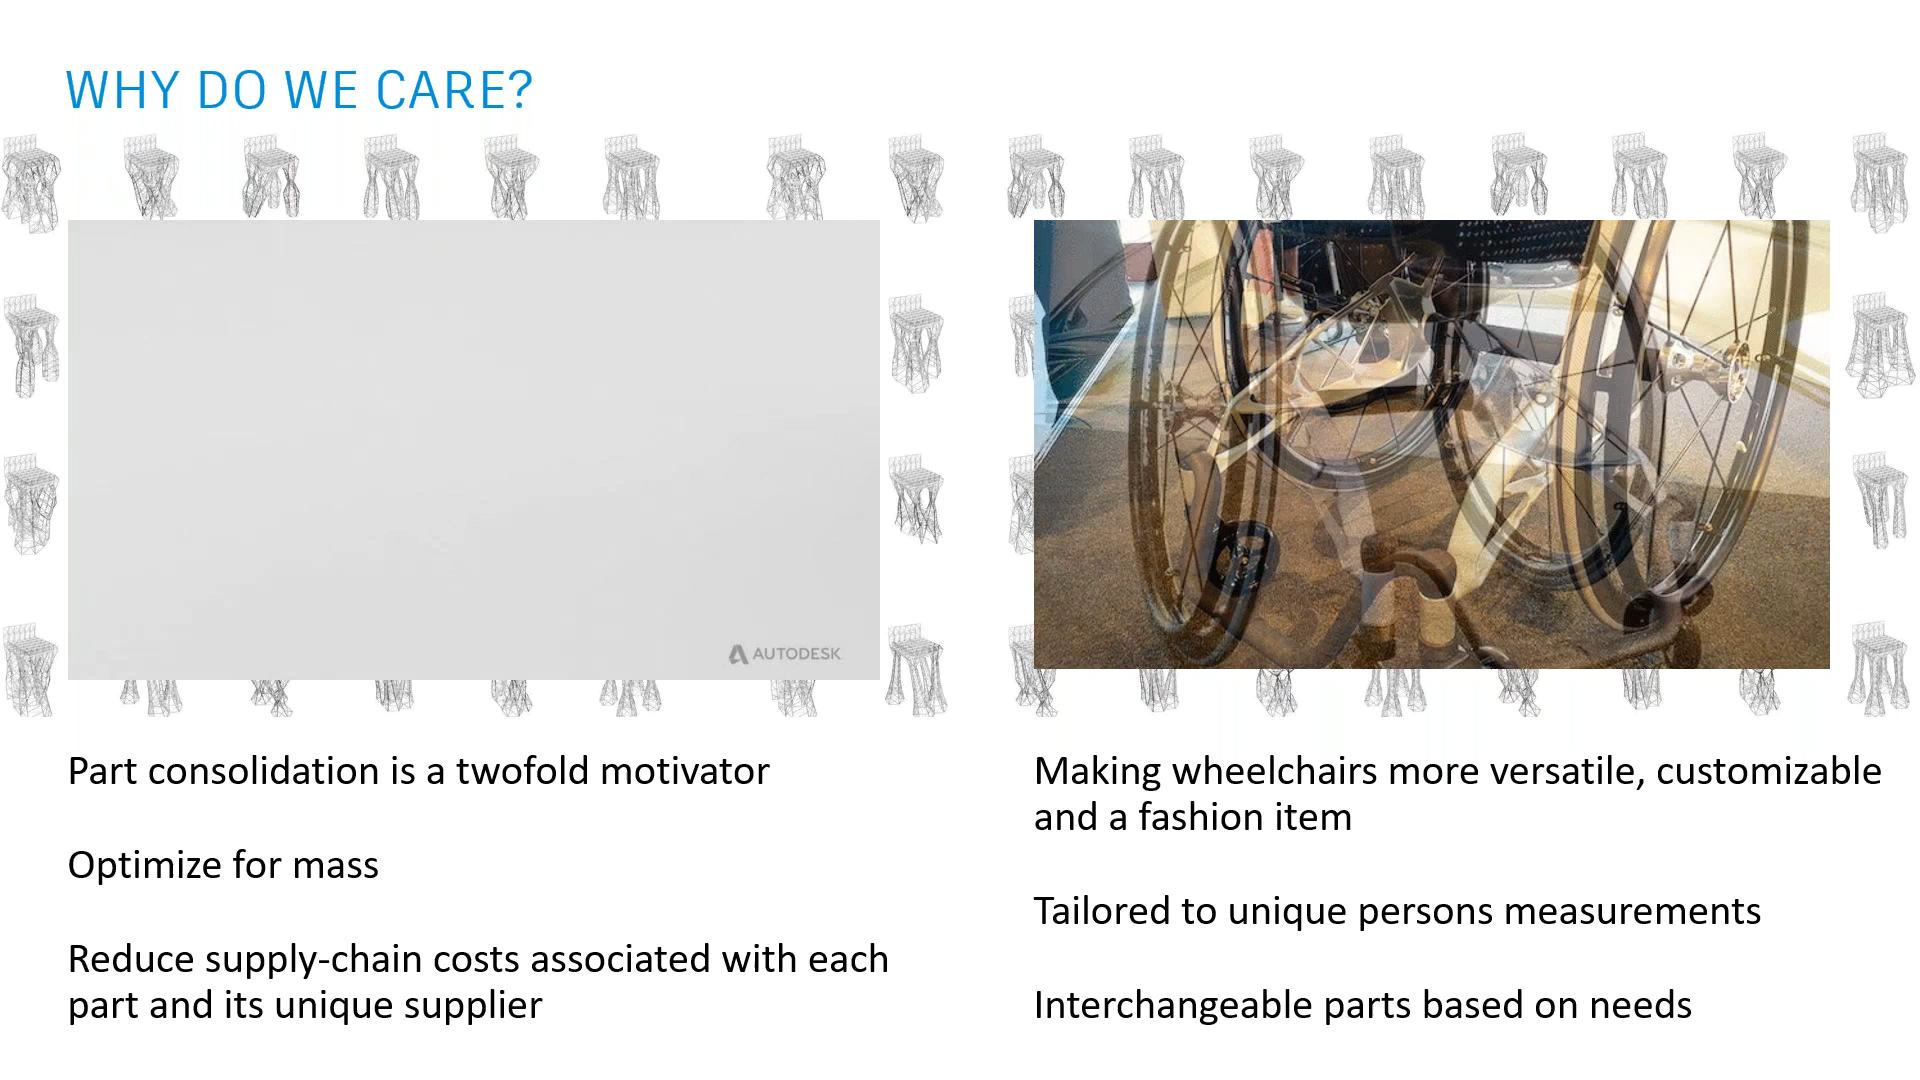 WHY DO WE CARE?
AUTODESK
Part consolidation is a twofold motivator
Optimize for mass
Reduce supply-chain costs associated with each
part and its unique supplier
Making wheelchairs more versatile, customizable
and a fashion item
Tailored to unique persons measurements
Interchangeable parts based on needs